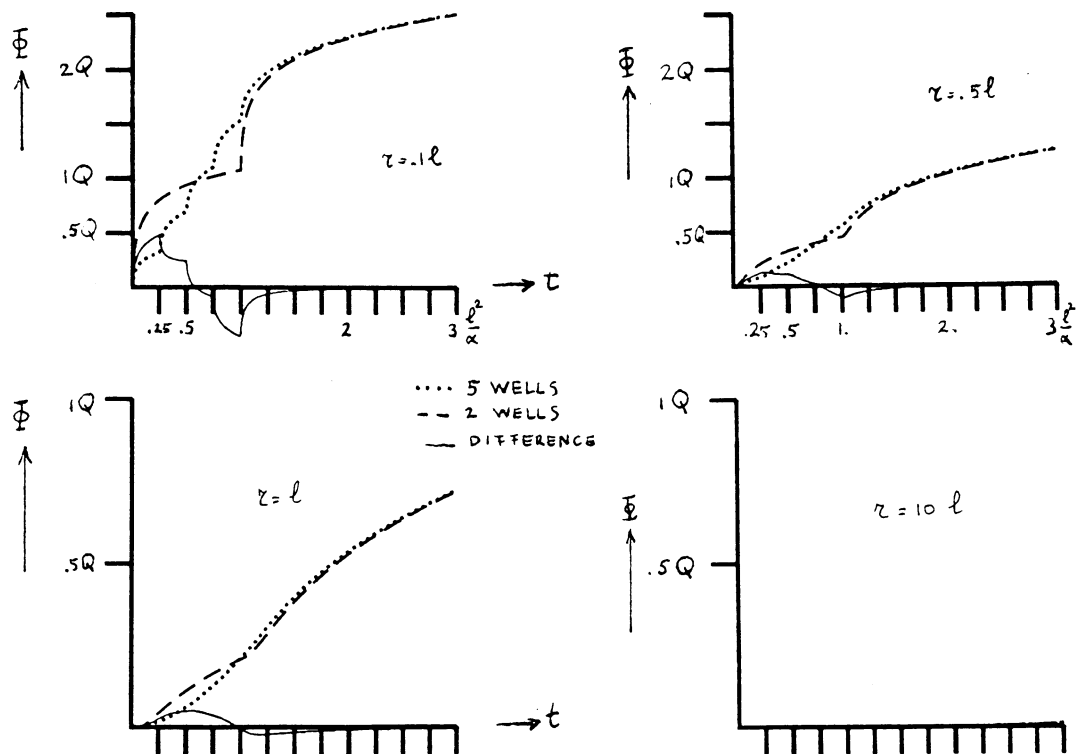 Φ
2Q
1Q
.5Q
r=.1l
.25 .5 2 3 l²/α
t
Φ
2Q
1Q
.5Q
r=.5l
.25 .5 1. 2. 3 l²/α
Φ
1Q
.5Q
r=l
t
5 WELLS
2 WELLS
DIFFERENCE
Φ
1Q
.5Q
r=10 l